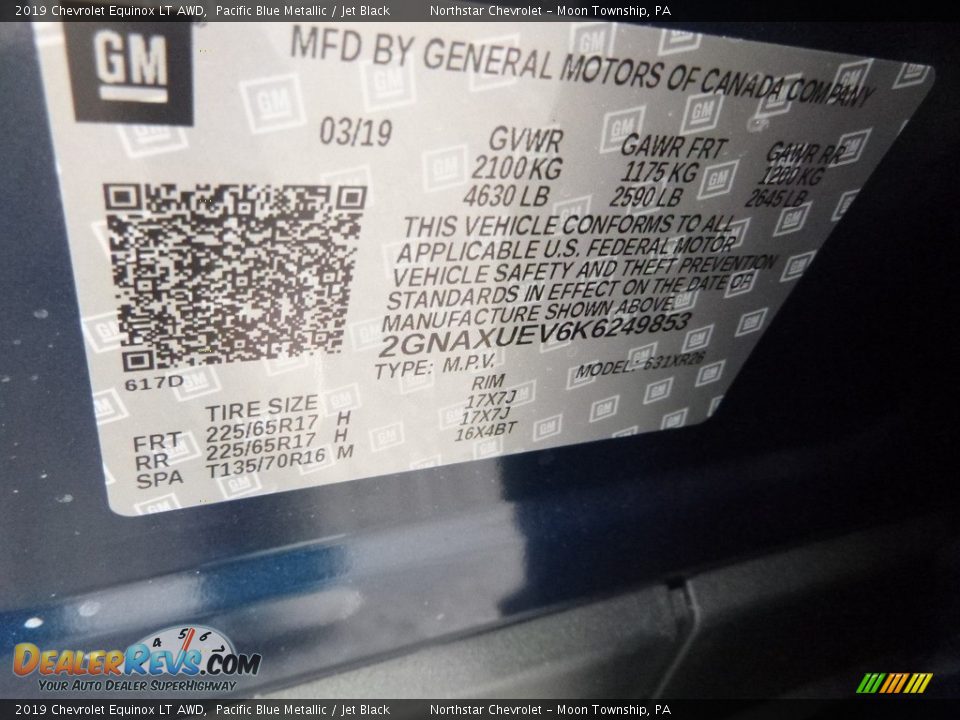 2019 Chevrolet Equinox LT AWD, Pacific Blue Metallic / Jet Black Northstar Chevrolet - Moon Township, PA
GM
MFD BY GENERAL MOTORS OF CANADA COMPANY
03/19 GVWR GAWR FRT GAWR RR
2100 KG 1175 KG 1200 KG
4630 LB 2590 LB 2645 LB
THIS VEHICLE CONFORMS TO ALL
APPLICABLE U.S. FEDERAL MOTOR
VEHICLE SAFETY AND THEFT PREVENTION
STANDARDS IN EFFECT ON THE DATE OF
MANUFACTURE SHOWN ABOVE
2GNAXUEV6K6249853
TYPE: M.P.V. MODEL: 631XR26
617D
TIRE SIZE RIM
FRT 225/65R17 H 17X7J
RR 225/65R17 H 17X7J
SPA T135/70R16 M 16X4BT
4 5 6
DealerRevs.com
Your Auto Dealer SuperHighway
2019 Chevrolet Equinox LT AWD, Pacific Blue Metallic / Jet Black Northstar Chevrolet - Moon Township, PA